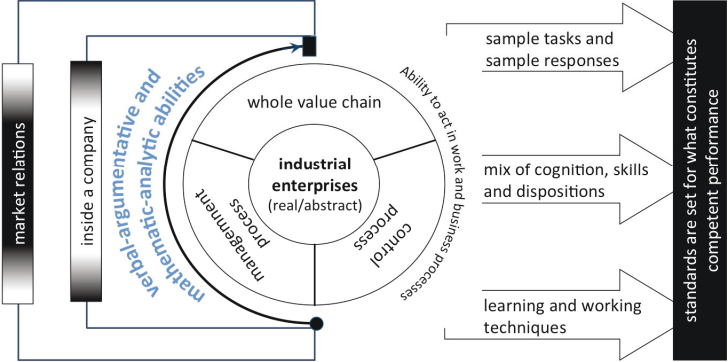 market relations
inside a company
verbal-argumentative and
mathematic-analytic abilities
whole value chain
industrial
enterprises
(real/abstract)
management
process
control
process
Ability to act in work and business processes
sample tasks and
sample responses
mix of cognition, skills
and dispositions
learning and working
techniques
standards are set for what constitutes
competent performance